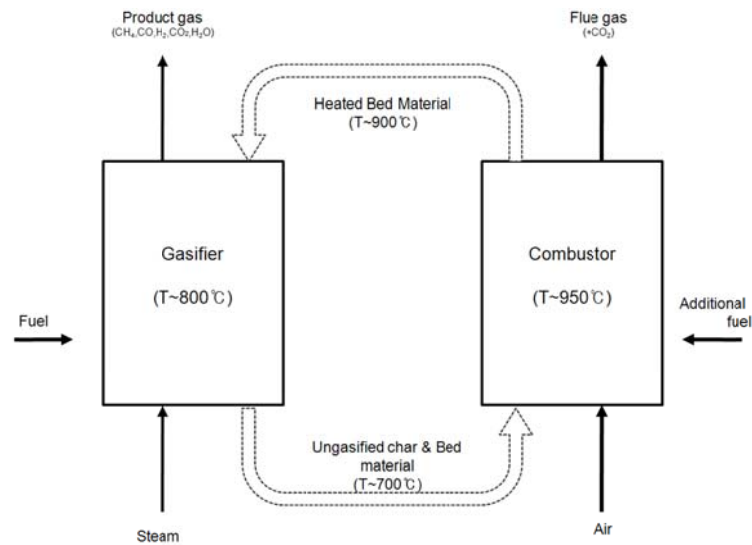 Product gas
(CH₄,CO,H₂,CO₂,H₂O)
Flue gas
(+CO₂)
Heated Bed Material
(T~900℃)
Gasifier
(T~800℃)
Combustor
(T~950℃)
Fuel
Additional
fuel
Ungasified char & Bed
material
(T~700℃)
Steam
Air